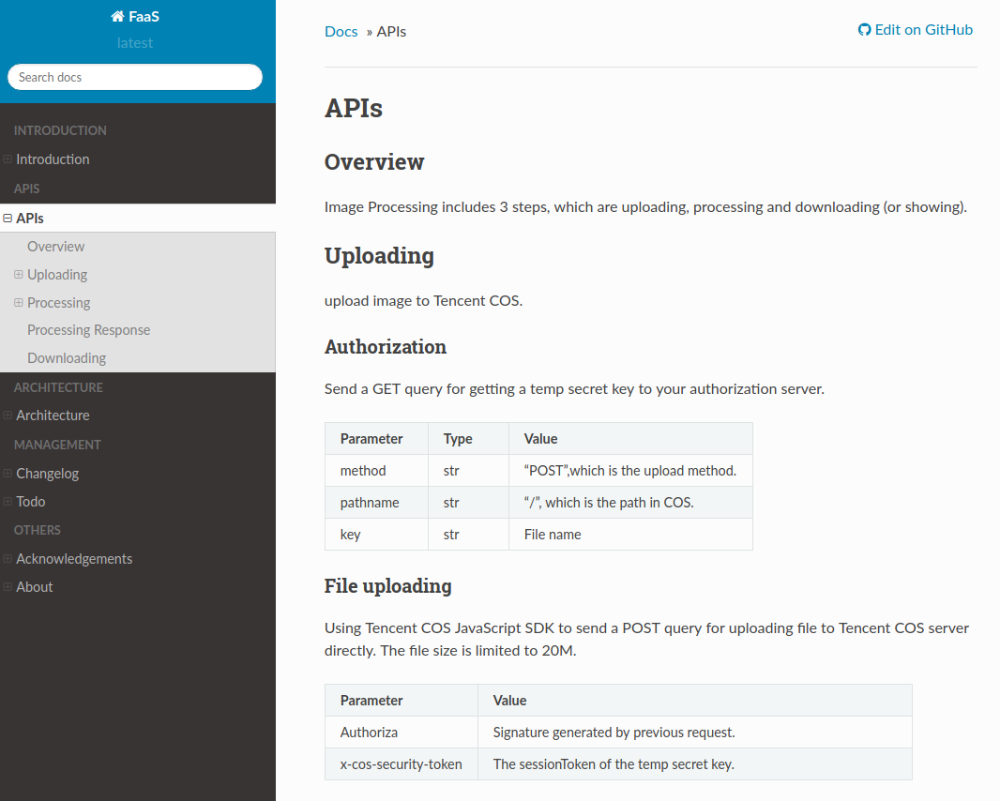 FaaS
latest
Search docs
INTRODUCTION
Introduction
APIS
APIs
Overview
Uploading
Processing
Processing Response
Downloading
ARCHITECTURE
Architecture
MANAGEMENT
Changelog
Todo
OTHERS
Acknowledgements
About
Docs » APIs
Edit on GitHub
APIs
Overview
Image Processing includes 3 steps, which are uploading, processing and downloading (or showing).
Uploading
upload image to Tencent COS.
Authorization
Send a GET query for getting a temp secret key to your authorization server.
Parameter Type Value
method str “POST”,which is the upload method.
pathname str “/”, which is the path in COS.
key str File name
File uploading
Using Tencent COS JavaScript SDK to send a POST query for uploading file to Tencent COS server
directly. The file size is limited to 20M.
Parameter Value
Authoriza Signature generated by previous request.
x-cos-security-token The sessionToken of the temp secret key.